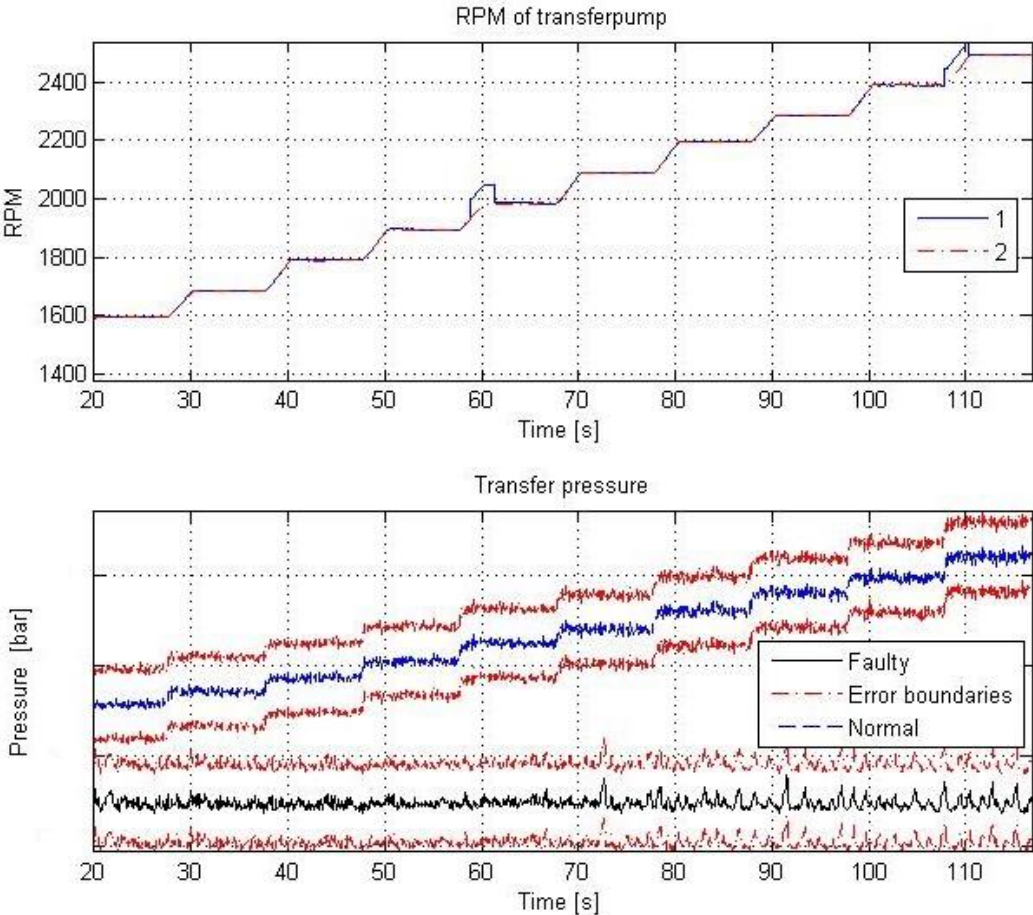 RPM of transferpump
2400
2200
2000
1800
1600
1400
RPM
1
2
20 30 40 50 60 70 80 90 100 110
Time [s]
Transfer pressure
Pressure [bar]
Faulty
Error boundaries
Normal
20 30 40 50 60 70 80 90 100 110
Time [s]